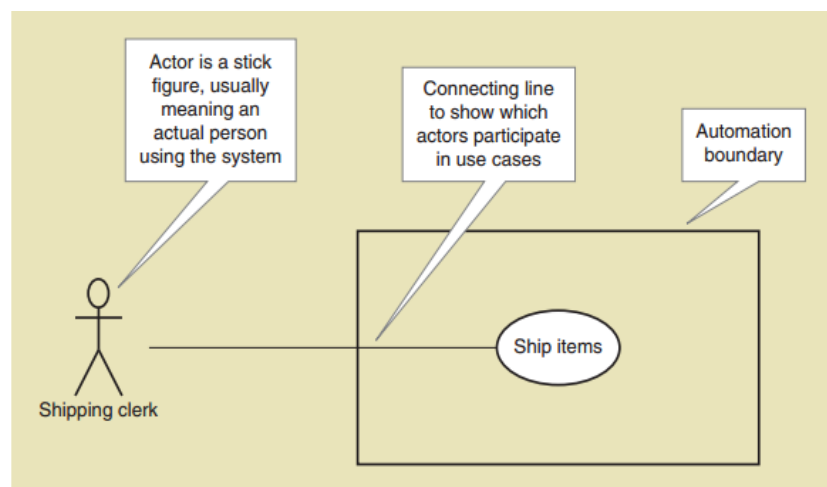 Actor is a stick
figure, usually
meaning an
actual person
using the system
Connecting line
to show which
actors participate
in use cases
Automation
boundary
Ship items
Shipping clerk